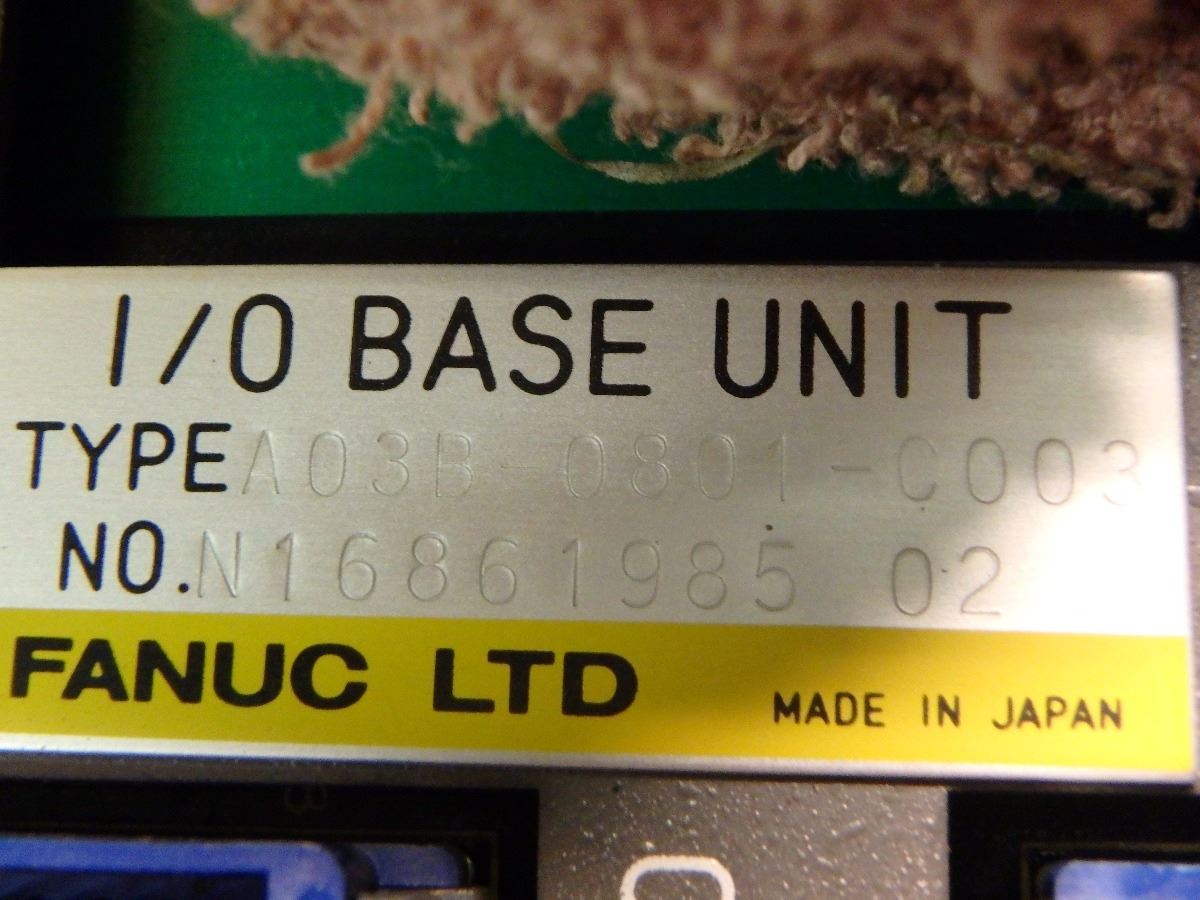 I/O BASE UNIT
TYPE A03B-0801-C003
NO. N16861985 02
FANUC LTD
MADE IN JAPAN